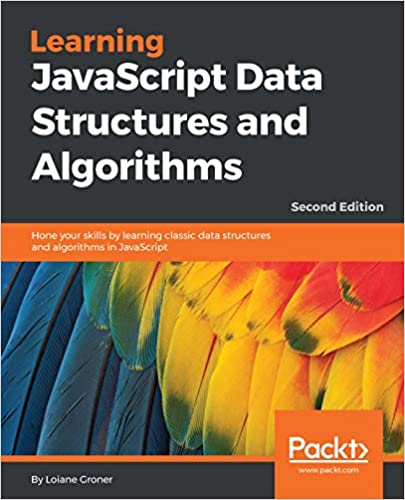 Learning
JavaScript Data
Structures and
Algorithms
Second Edition
Hone your skills by learning classic data structures
and algorithms in JavaScript
Packt>
www.packt.com
By Loiane Groner